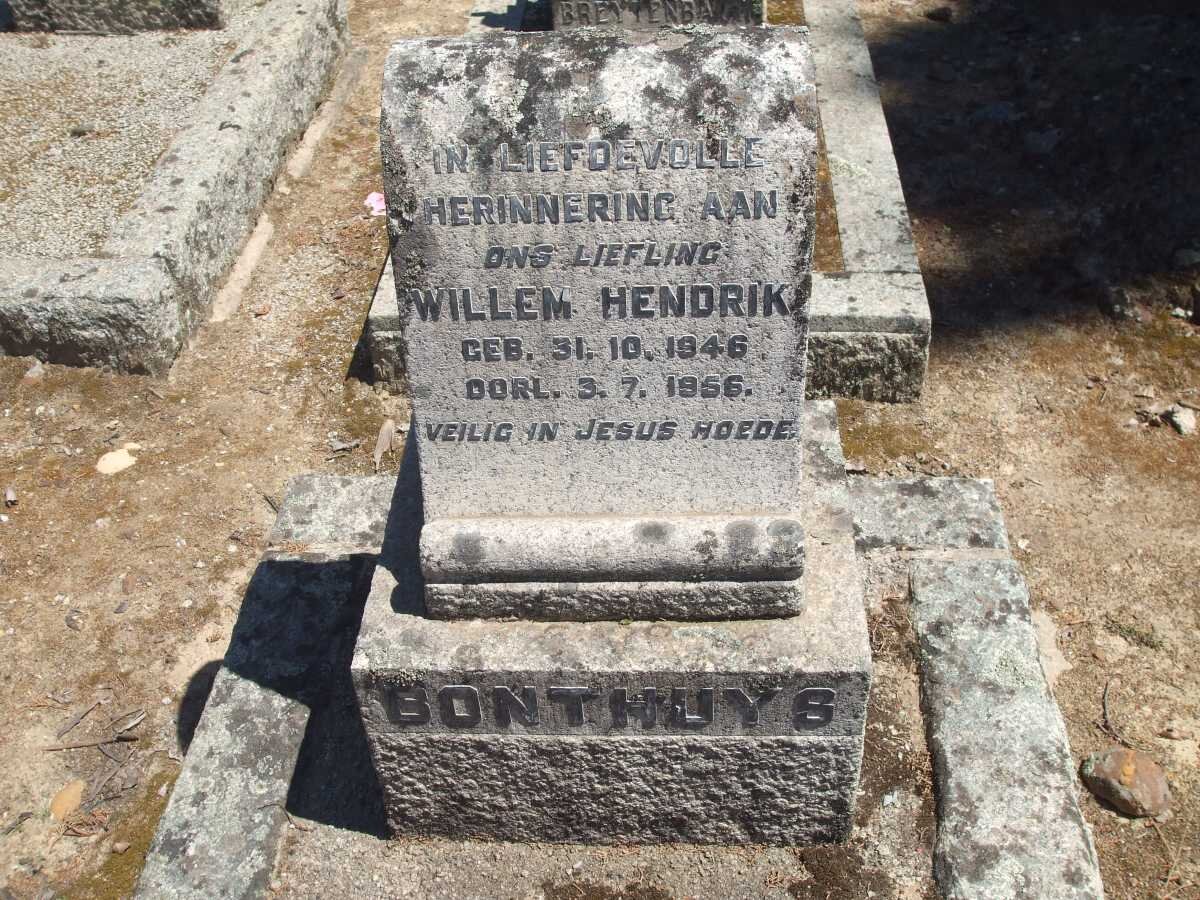 BREYTENBACH
IN LIEFDEVOLLE
HERINNERING AAN
ONS LIEFLING
WILLEM HENDRIK
GEB. 31. 10. 1946
OORL. 3. 7. 1956.
VEILIG IN JESUS HOEDE.
BONTHUYS